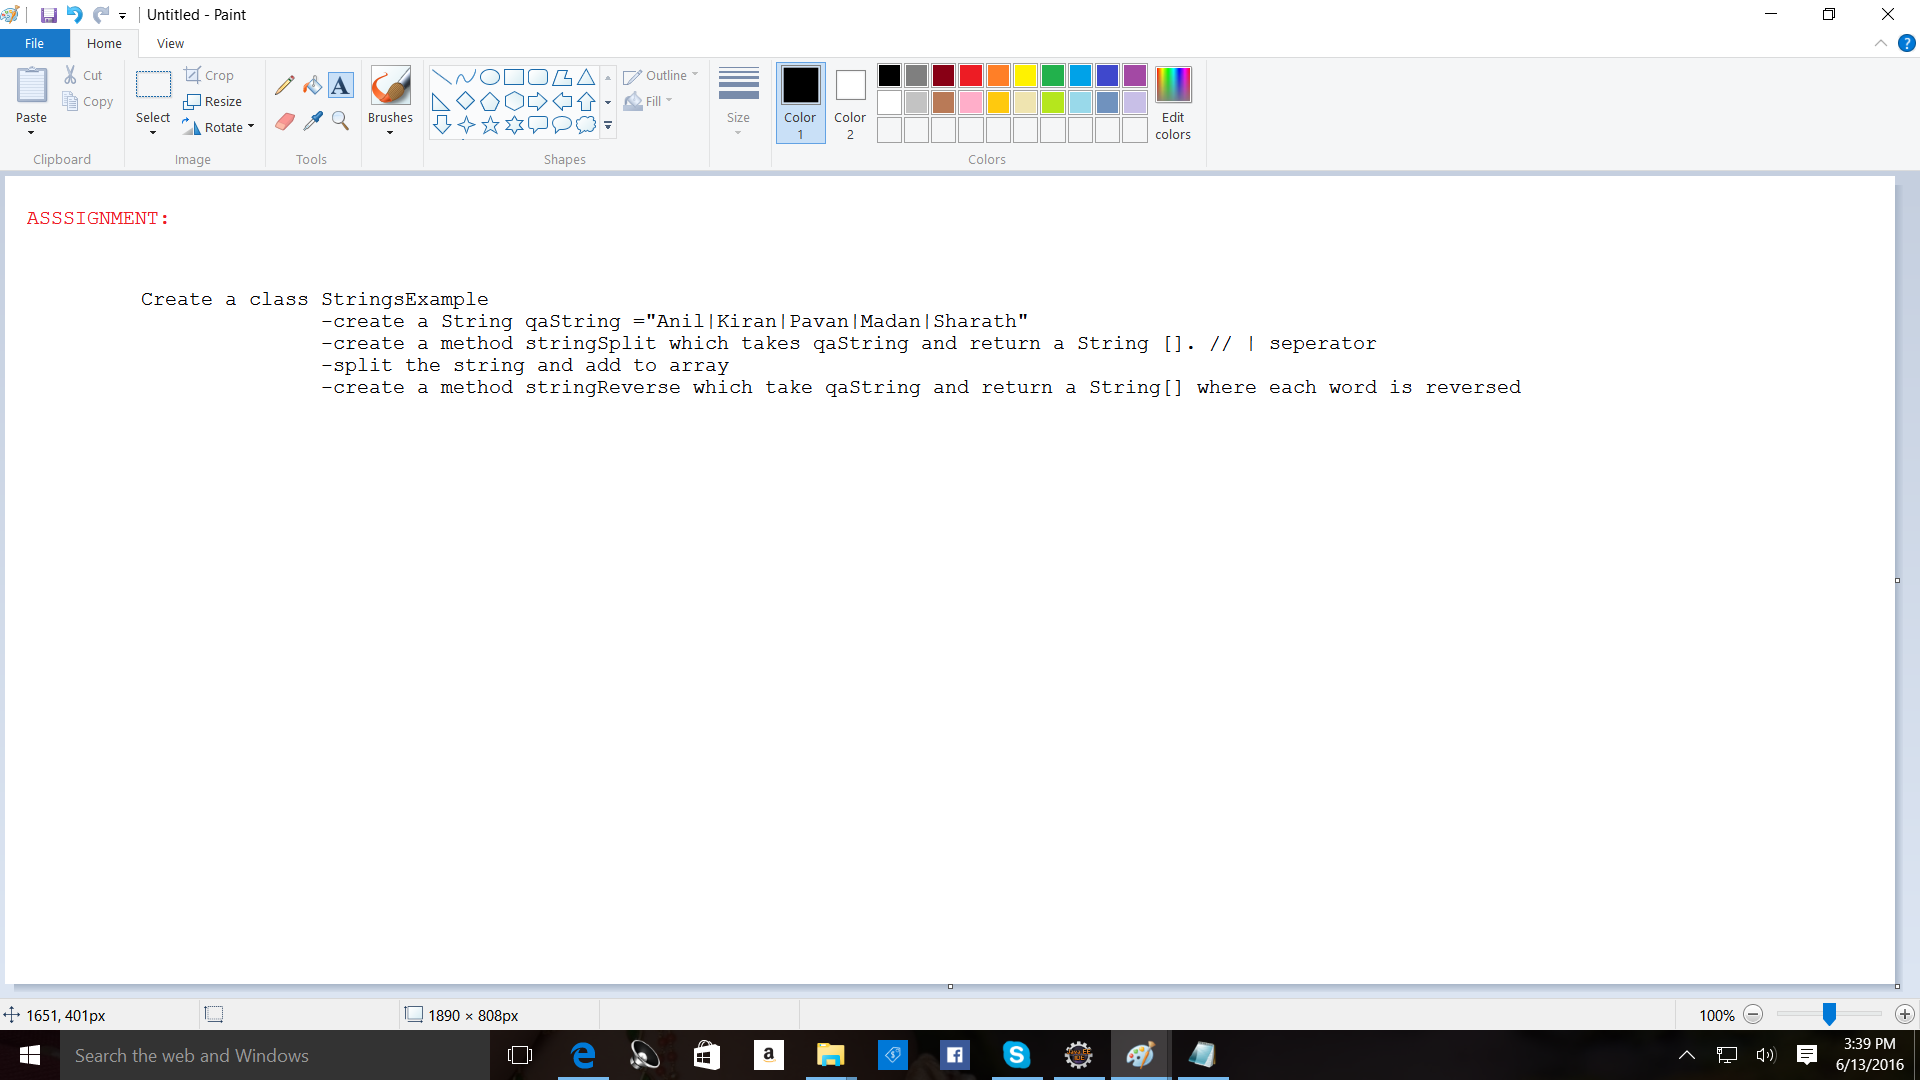 Untitled - Paint
File Home View
Paste Cut Copy Clipboard
Select Crop Resize Rotate Image
Tools
A
Brushes
Outline Fill Shapes
Size
Color 1 Color 2 Edit colors Colors
ASSSIGNMENT:
Create a class StringsExample
-create a String qaString ="Anil|Kiran|Pavan|Madan|Sharath"
-create a method stringSplit which takes qaString and return a String []. // | seperator
-split the string and add to array
-create a method stringReverse which take qaString and return a String[] where each word is reversed
1651, 401px 1890 × 808px 100%
Search the web and Windows
a
3:39 PM
6/13/2016